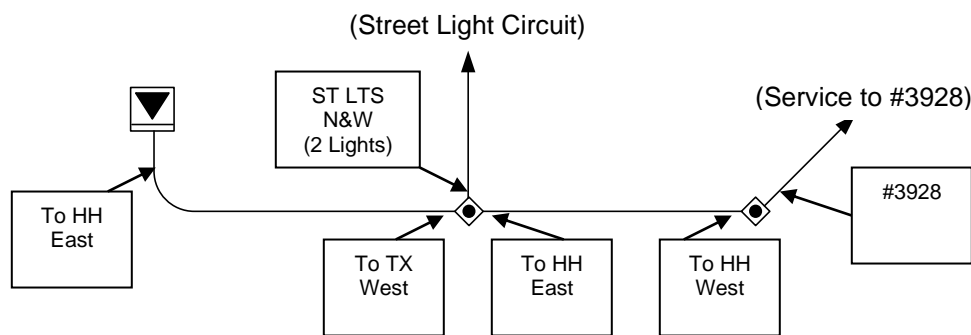 (Street Light Circuit)
ST LTS
N&W
(2 Lights)
(Service to #3928)
To HH
East
#3928
To TX
West
To HH
East
To HH
West